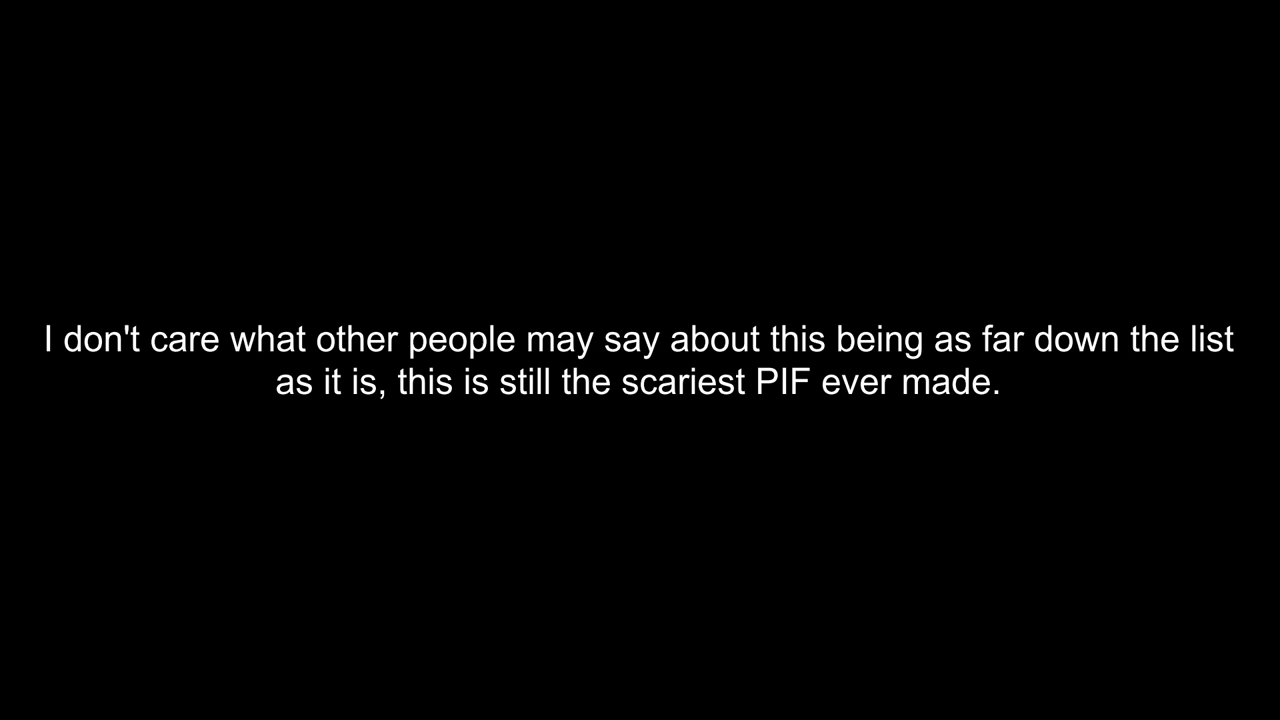 I don't care what other people may say about this being as far down the list
as it is, this is still the scariest PIF ever made.